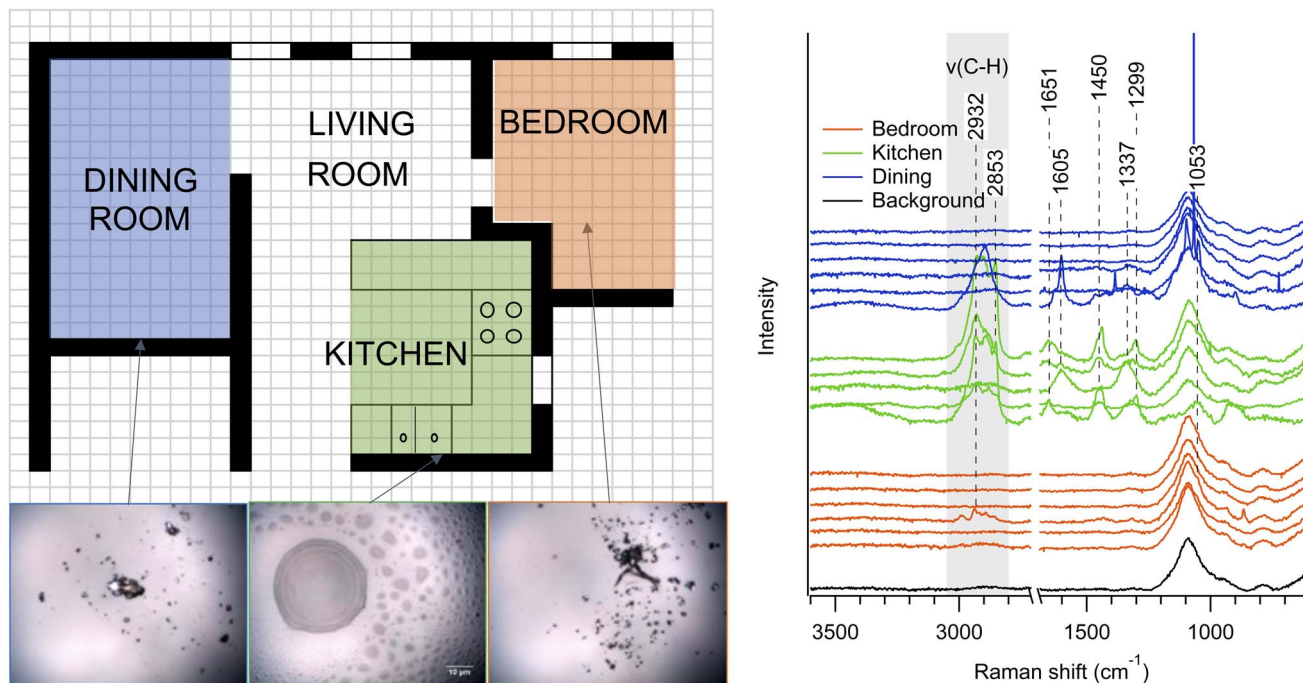 DINING
ROOM
LIVING
ROOM
BEDROOM
KITCHEN
10 µm
ν(C-H)
2932
2853
1651
1605
1450
1337
1299
1053
Bedroom
Kitchen
Dining
Background
Intensity
3500
3000
1500
1000
Raman shift (cm⁻¹)